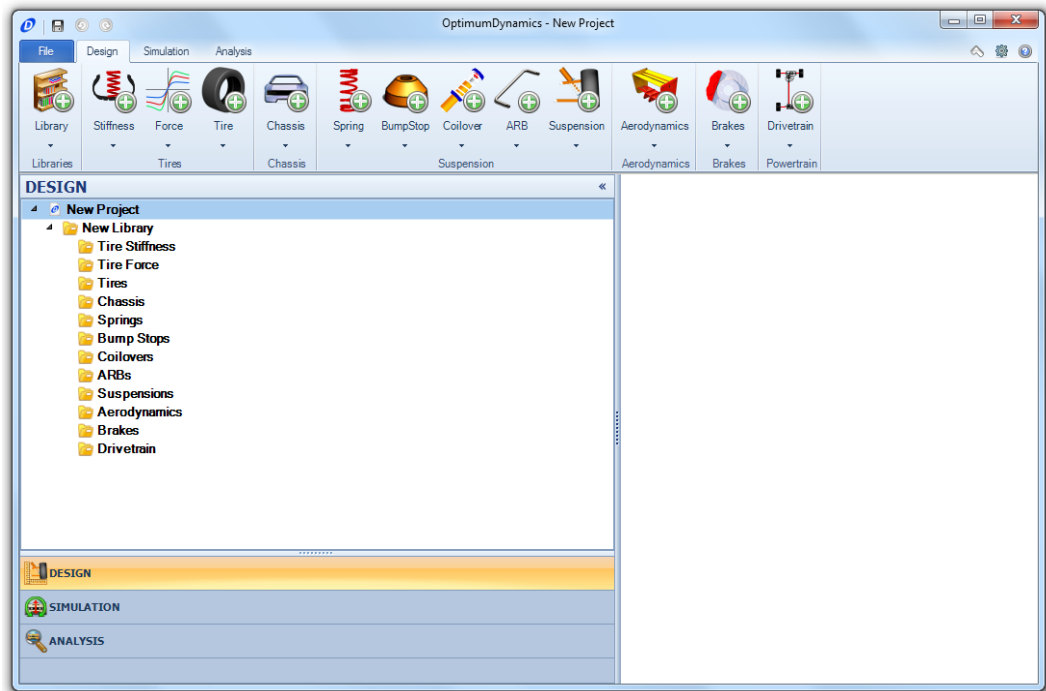 OptimumDynamics - New Project
File Design Simulation Analysis
Library Stiffness Force Tire Chassis Spring BumpStop Coilover ARB Suspension Aerodynamics Brakes Drivetrain
Libraries Tires Chassis Suspension Aerodynamics Brakes Powertrain
DESIGN «
New Project
New Library
Tire Stiffness
Tire Force
Tires
Chassis
Springs
Bump Stops
Coilovers
ARBs
Suspensions
Aerodynamics
Brakes
Drivetrain
DESIGN
SIMULATION
ANALYSIS